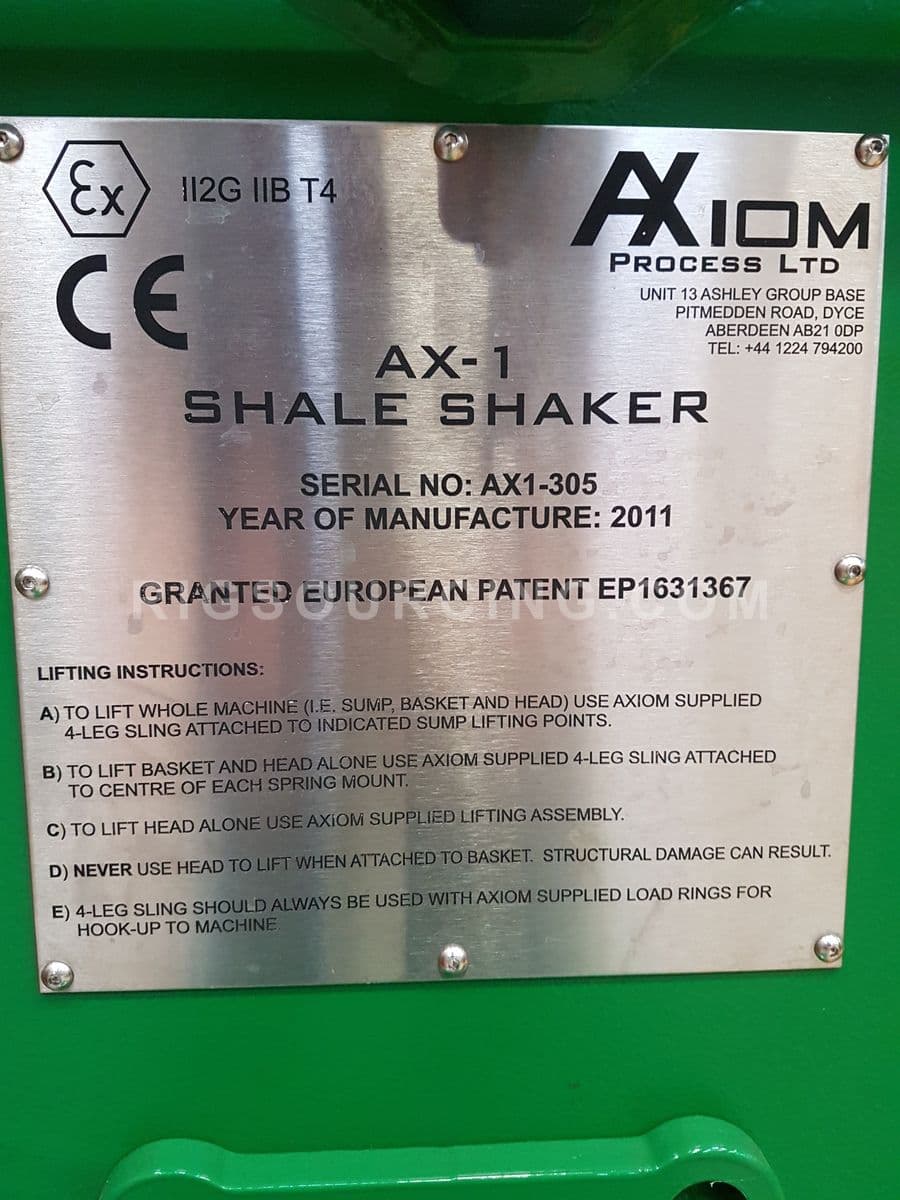 Ex II2G IIB T4
CE
AXIOM
PROCESS LTD
UNIT 13 ASHLEY GROUP BASE
PITMEDDEN ROAD, DYCE
ABERDEEN AB21 0DP
TEL: +44 1224 794200
AX-1
SHALE SHAKER
SERIAL NO: AX1-305
YEAR OF MANUFACTURE: 2011
GRANTED EUROPEAN PATENT EP1631367
RIGSOURCING.COM
LIFTING INSTRUCTIONS:
A) TO LIFT WHOLE MACHINE (I.E. SUMP, BASKET AND HEAD) USE AXIOM SUPPLIED
4-LEG SLING ATTACHED TO INDICATED SUMP LIFTING POINTS.
B) TO LIFT BASKET AND HEAD ALONE USE AXIOM SUPPLIED 4-LEG SLING ATTACHED
TO CENTRE OF EACH SPRING MOUNT.
C) TO LIFT HEAD ALONE USE AXIOM SUPPLIED LIFTING ASSEMBLY.
D) NEVER USE HEAD TO LIFT WHEN ATTACHED TO BASKET. STRUCTURAL DAMAGE CAN RESULT.
E) 4-LEG SLING SHOULD ALWAYS BE USED WITH AXIOM SUPPLIED LOAD RINGS FOR
HOOK-UP TO MACHINE.